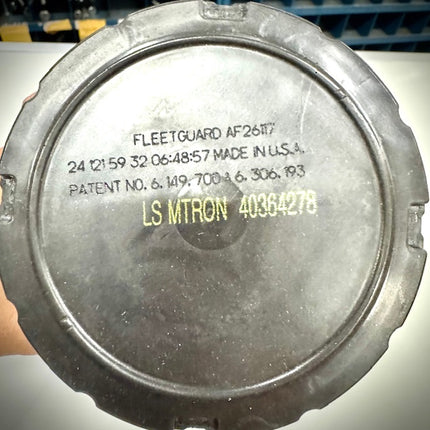 FLEETGUARD AF26117
24 121 59 32 06:48:57 MADE IN U.S.A.
PATENT NO. 6,149,700 & 6,306,193
LS MTRON 40364278